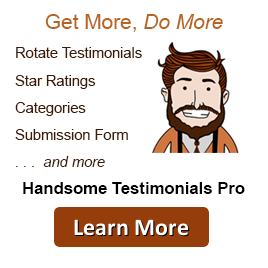 Get More, Do More
Rotate Testimonials
Star Ratings
Categories
Submission Form
. . . and more
Handsome Testimonials Pro
Learn More